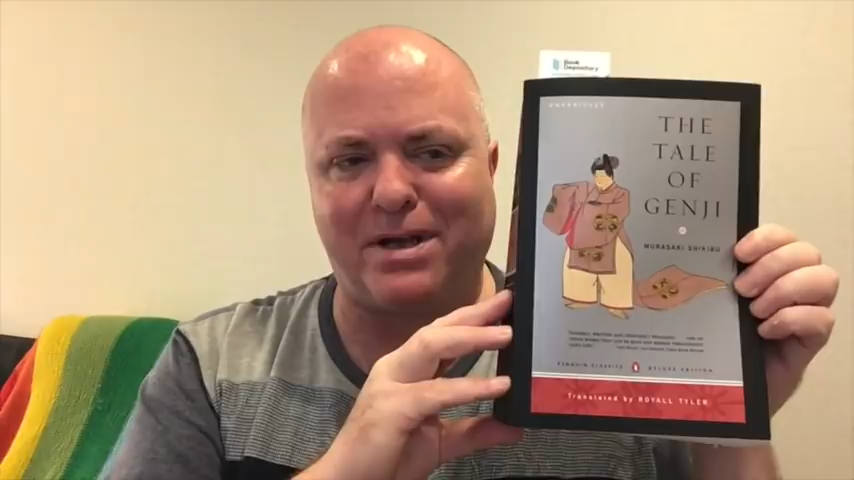 Book
Depository
UNABRIDGED
THE
TALE
OF
GENJI
MURASAKI SHIKIBU
PENGUIN CLASSICS DELUXE EDITION
Translated by ROYALL TYLER